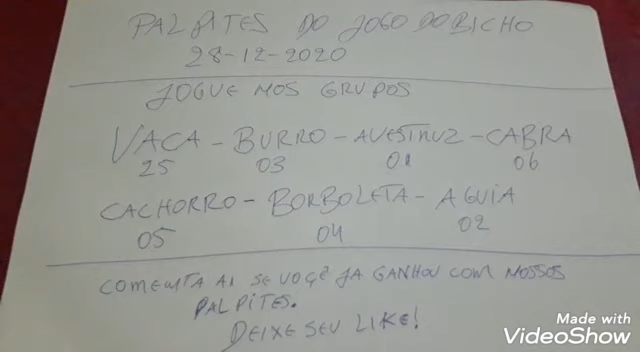 PALPITES DO JOGO DO BICHO
28-12-2020
JOGUE NOS GRUPOS
VACA - BURRO - AVESTRUZ - CABRA
25 03 01 06
CACHORRO - BORBOLETA - AGUIA
05 04 02
COMENTA AI SE VOCÊ JA GANHOU COM NOSSOS
PALPITES.
DEIXE SEU LIKE!
Made with
VideoShow